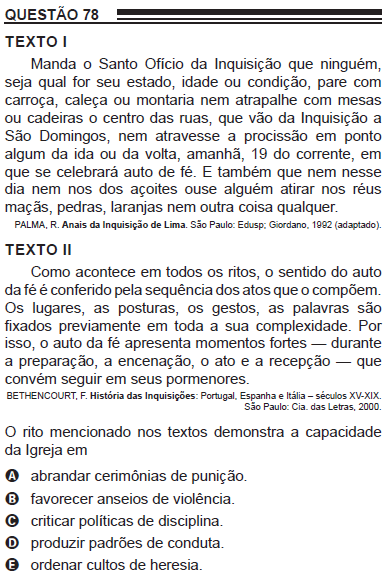 QUESTÃO 78
TEXTO I
Manda o Santo Ofício da Inquisição que ninguém,
seja qual for seu estado, idade ou condição, pare com
carroça, caleça ou montaria nem atrapalhe com mesas
ou cadeiras o centro das ruas, que vão da Inquisição a
São Domingos, nem atravesse a procissão em ponto
algum da ida ou da volta, amanhã, 19 do corrente, em
que se celebrará auto de fé. E também que nem nesse
dia nem nos dos açoites ouse alguém atirar nos réus
maçãs, pedras, laranjas nem outra coisa qualquer.
PALMA, R. Anais da Inquisição de Lima. São Paulo: Edusp; Giordano, 1992 (adaptado).
TEXTO II
Como acontece em todos os ritos, o sentido do auto
da fé é conferido pela sequência dos atos que o compõem.
Os lugares, as posturas, os gestos, as palavras são
fixados previamente em toda a sua complexidade. Por
isso, o auto da fé apresenta momentos fortes — durante
a preparação, a encenação, o ato e a recepção — que
convém seguir em seus pormenores.
BETHENCOURT, F. História das Inquisições: Portugal, Espanha e Itália – séculos XV-XIX.
São Paulo: Cia. das Letras, 2000.
O rito mencionado nos textos demonstra a capacidade
da Igreja em
A abrandar cerimônias de punição.
B favorecer anseios de violência.
C criticar políticas de disciplina.
D produzir padrões de conduta.
E ordenar cultos de heresia.